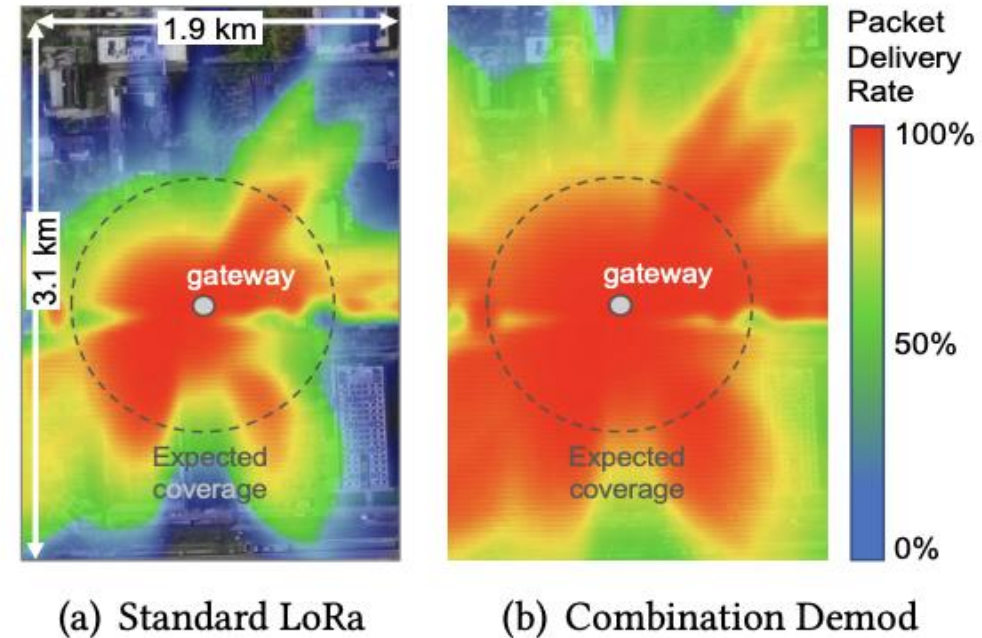 1.9 km
3.1 km
gateway
Expected
coverage
gateway
Expected
coverage
Packet
Delivery
Rate
100%
50%
0%
(a) Standard LoRa
(b) Combination Demod